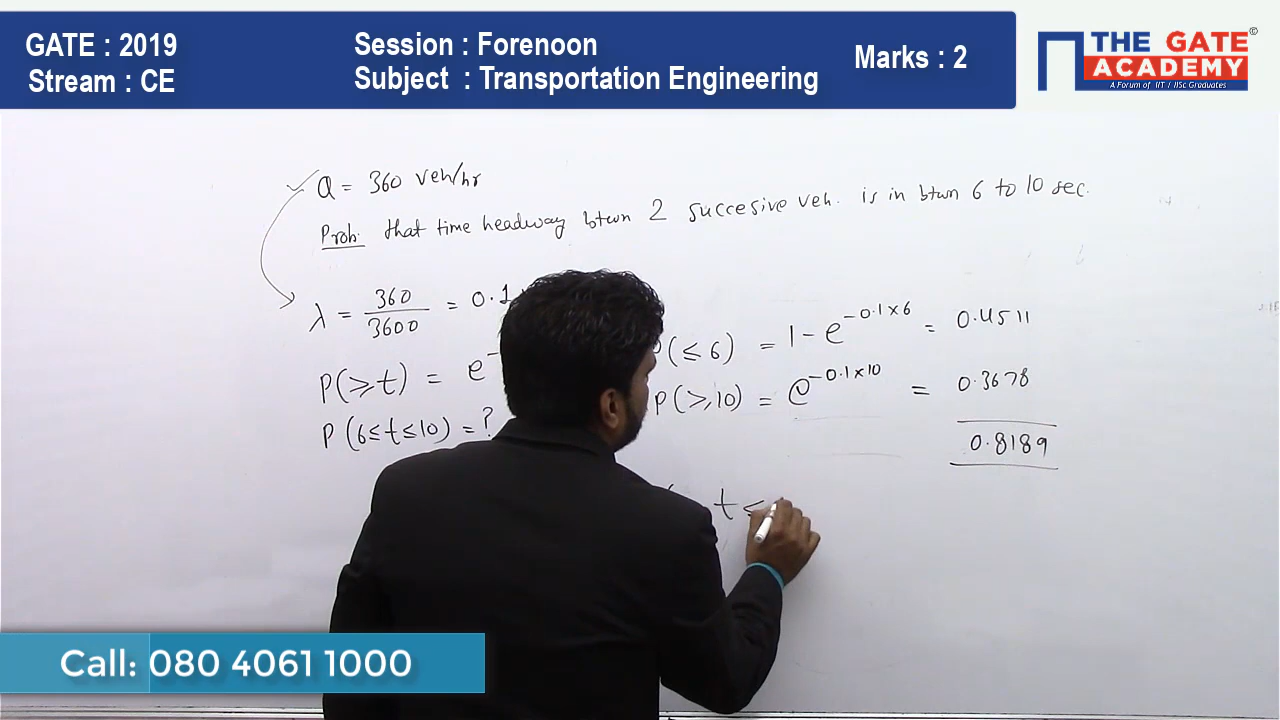 GATE : 2019
Stream : CE
Session : Forenoon
Subject : Transportation Engineering
Marks : 2
THE GATE
ACADEMY
©
A Forum of IIT / IISc Graduates
Q = 360 veh/hr
Prob. that time headway btwn 2 succesive veh. is in btwn 6 to 10 sec.
λ = 360/3600 = 0.1
P(≥t) = e⁻
P(6≤t≤10) = ?
P(≤6) = 1 - e^-0.1×6 = 0.4511
P(≥10) = e^-0.1×10 = 0.3678
0.8189
t ≤
Call: 080 4061 1000